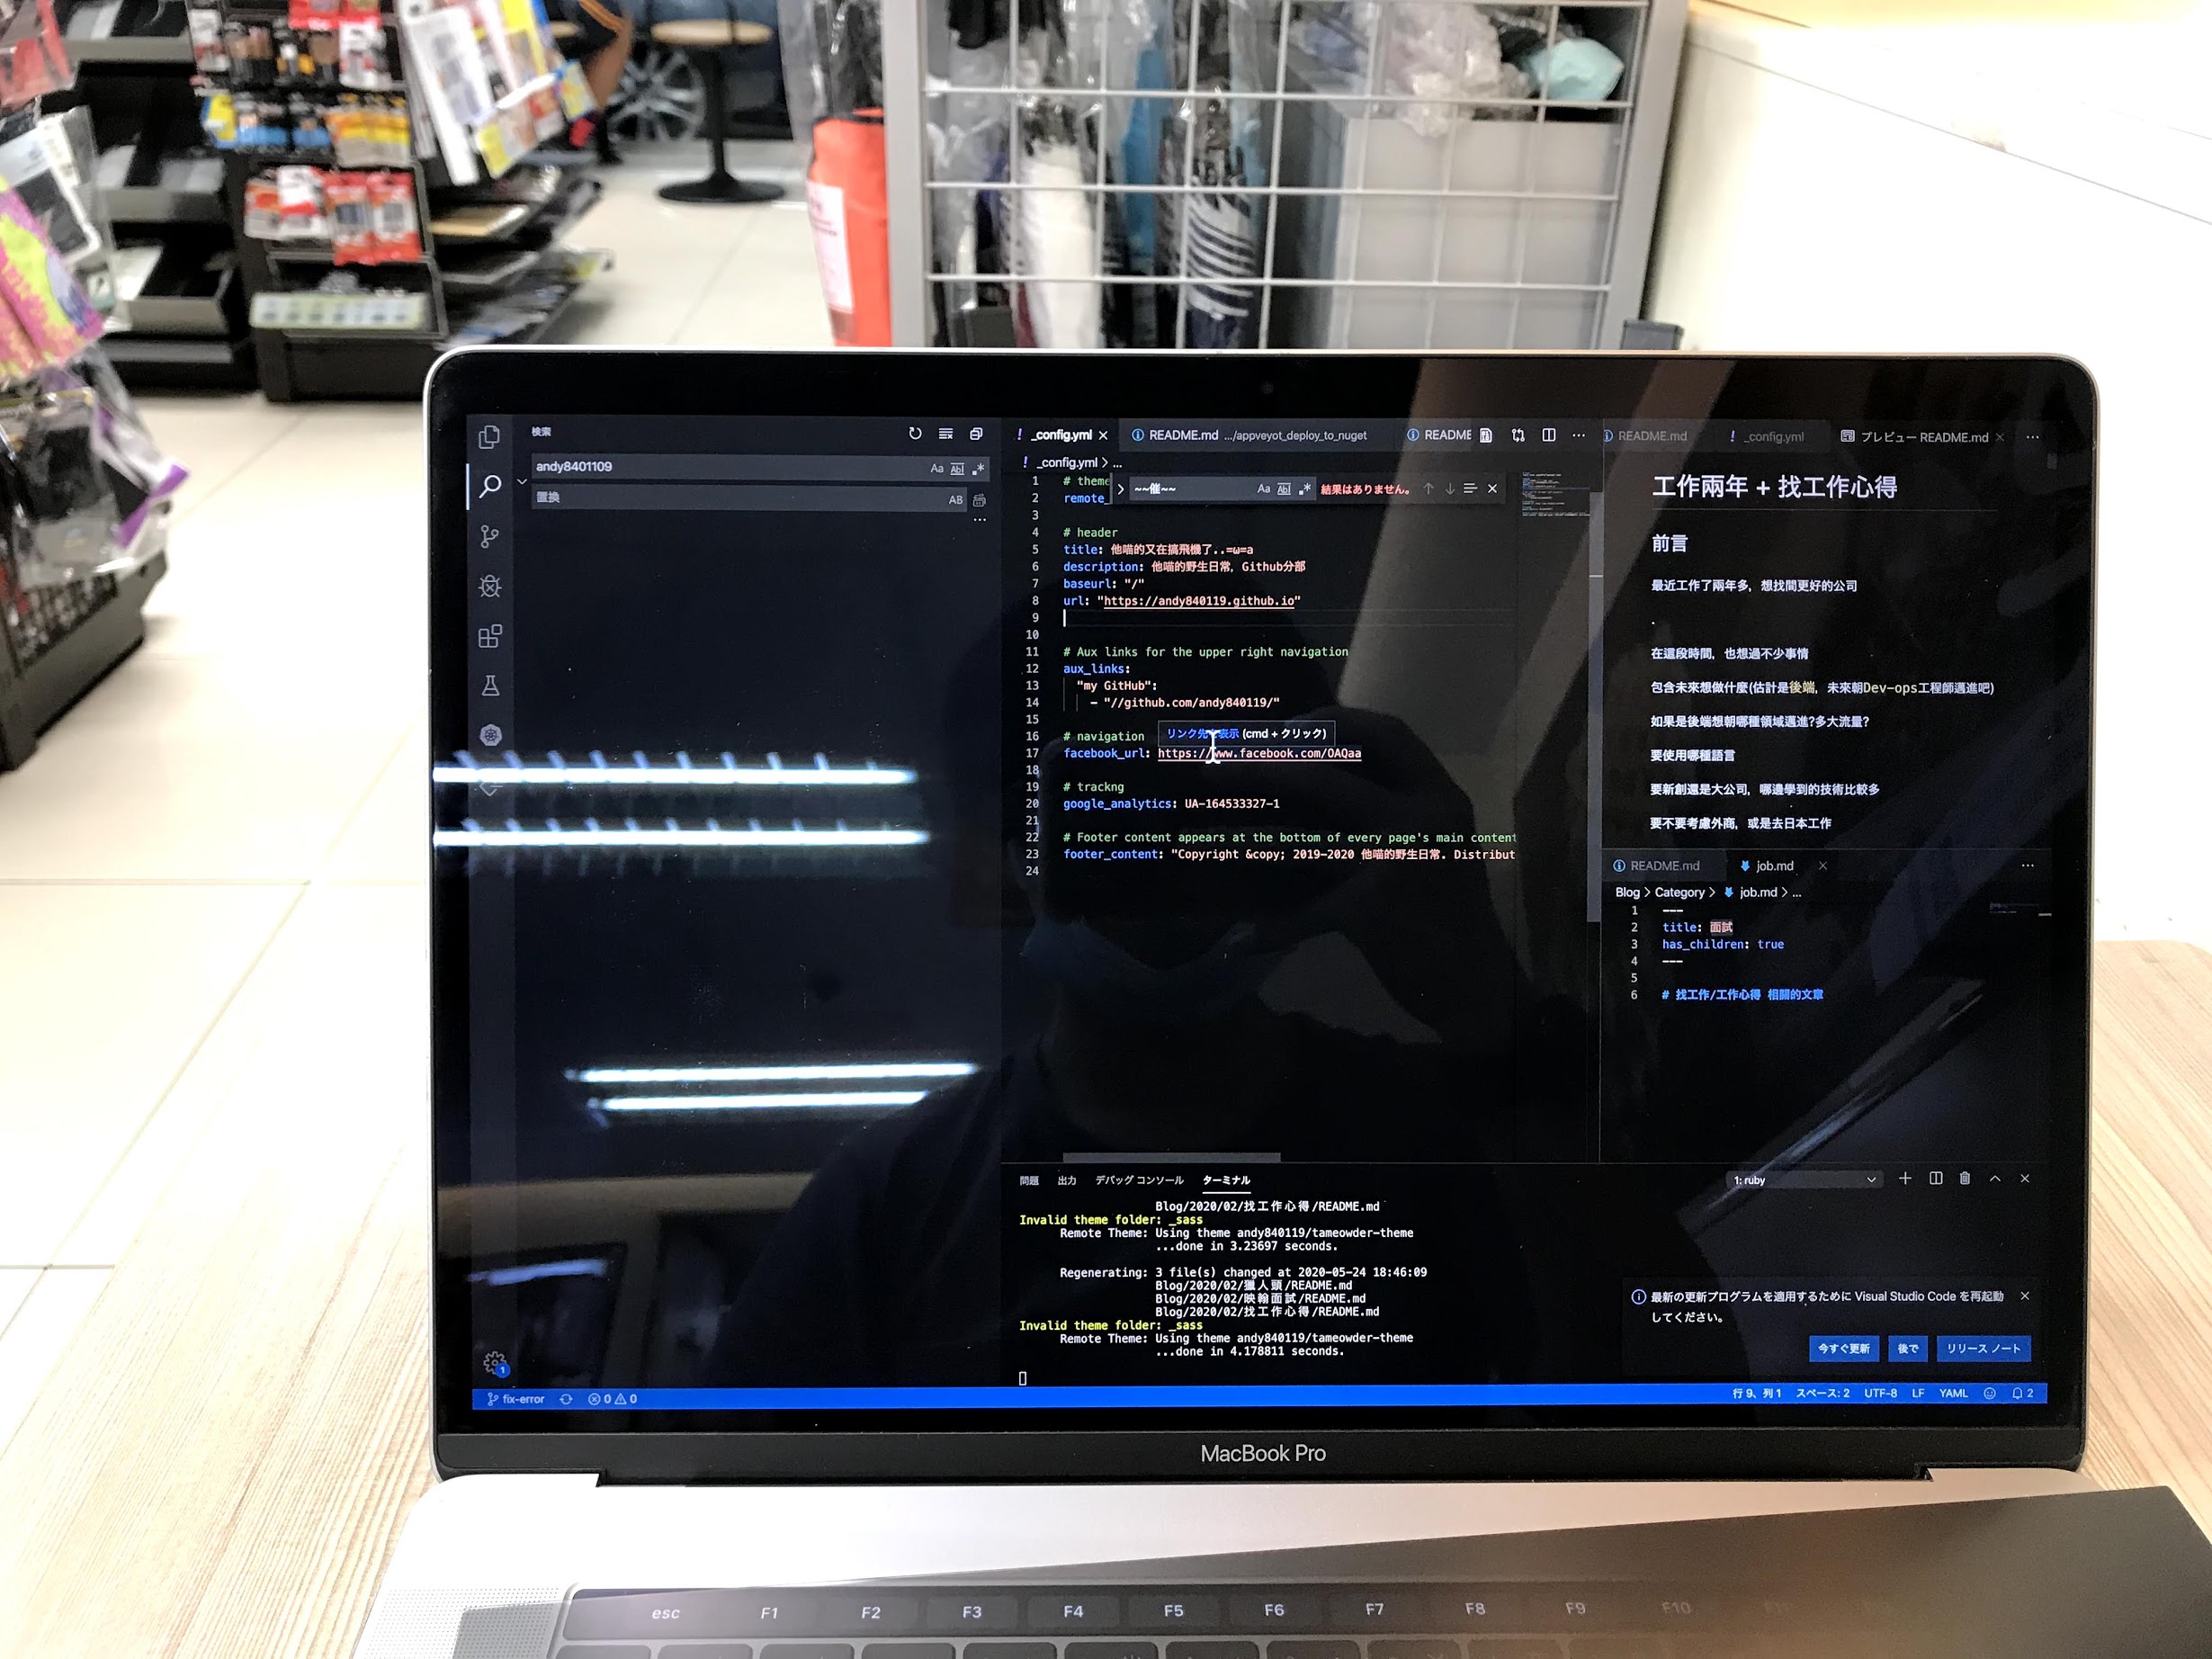 検索
andy8401109
Aa
Abl
置換
AB
_config.yml
README.md .../appveyot_deploy_to_nuget
README
_config.yml > ...
~~催~~
Aa
Abl
結果はありません。
1 # theme
2 remote_
3
4 # header
5 title: 他喵的又在搞飛機了..=ω=a
6 description: 他喵的野生日常, Github分部
7 baseurl: "/"
8 url: "https://andy840119.github.io"
9
10
11 # Aux links for the upper right navigation
12 aux_links:
13 "my GitHub":
14 - "//github.com/andy840119/"
15
16 # navigation
リンク先を表示 (cmd + クリック)
17 facebook_url: https://www.facebook.com/OAQaa
18
19 # trackng
20 google_analytics: UA-164533327-1
21
22 # Footer content appears at the bottom of every page's main content
23 footer_content: "Copyright &copy; 2019-2020 他喵的野生日常. Distribut
24
README.md
_config.yml
プレビュー README.md
工作兩年 + 找工作心得
前言
最近工作了兩年多, 想找間更好的公司
.
在這段時間, 也想過不少事情
包含未來想做什麼(估計是後端, 未來朝Dev-ops工程師邁進吧)
如果是後端想朝哪種領域邁進?多大流量?
要使用哪種語言
要新創還是大公司, 哪邊學到的技術比較多
要不要考慮外商, 或是去日本工作
README.md
job.md
Blog > Category > job.md > ...
1 ---
2 title: 面試
3 has_children: true
4 ---
5
6 # 找工作/工作心得 相關的文章
問題
出力
デバッグ コンソール
ターミナル
1: ruby
Blog/2020/02/找工作心得/README.md
Invalid theme folder: _sass
Remote Theme: Using theme andy840119/tameowder-theme
...done in 3.23697 seconds.
Regenerating: 3 file(s) changed at 2020-05-24 18:46:09
Blog/2020/02/獵人頭/README.md
Blog/2020/02/映翰面試/README.md
Blog/2020/02/找工作心得/README.md
Invalid theme folder: _sass
Remote Theme: Using theme andy840119/tameowder-theme
...done in 4.178811 seconds.
最新の更新プログラムを適用するために Visual Studio Code を再起動
してください。
今すぐ更新
後で
リリース ノート
1
fix-error
0
0
行 9、列 1
スペース: 2
UTF-8
LF
YAML
2
MacBook Pro
esc
F1
F2
F3
F4
F5
F6
F7
F8
F9
F10